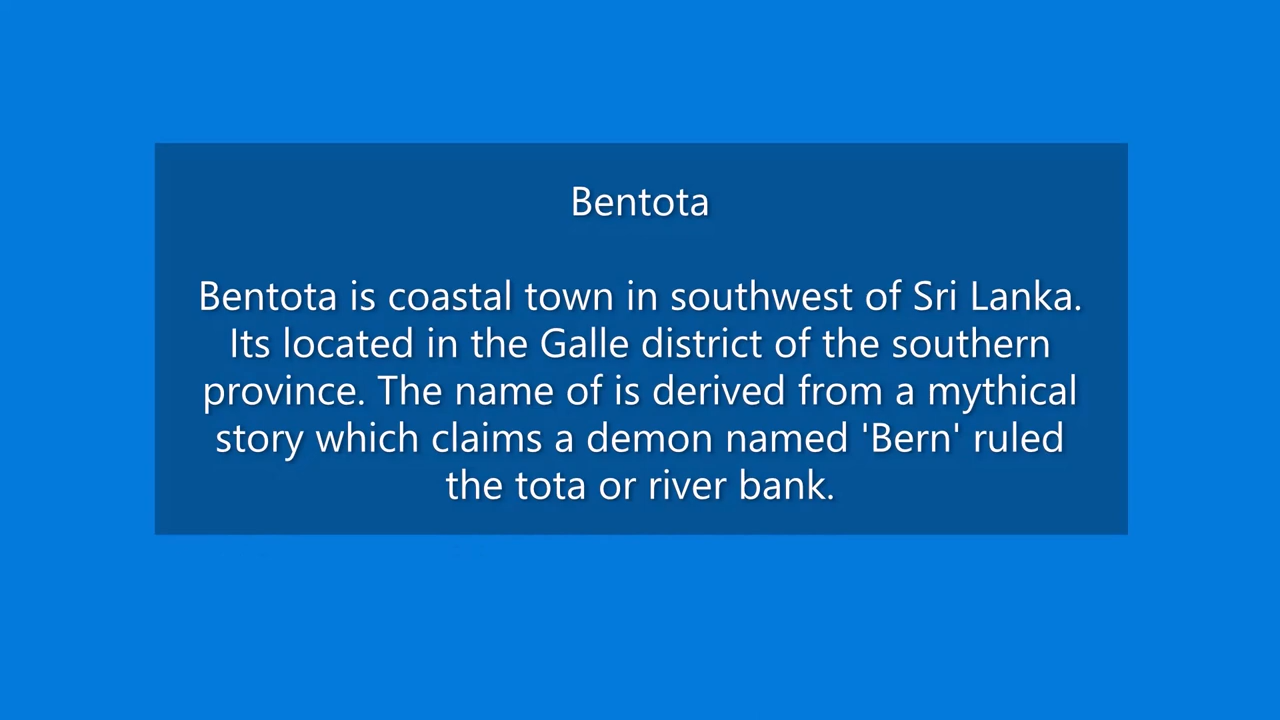 Bentota
Bentota is coastal town in southwest of Sri Lanka.
Its located in the Galle district of the southern
province. The name of is derived from a mythical
story which claims a demon named 'Bern' ruled
the tota or river bank.